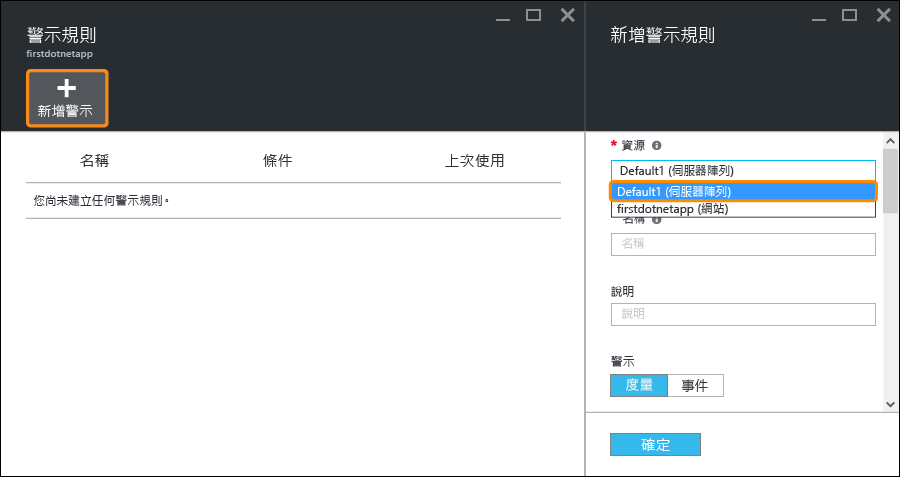 警示規則
firstdotnetapp
新增警示
名稱 條件 上次使用
您尚未建立任何警示規則。
新增警示規則
* 資源
Default1 (伺服器陣列)
Default1 (伺服器陣列)
firstdotnetapp (網站)
名稱
名稱
說明
說明
警示
度量 事件
確定